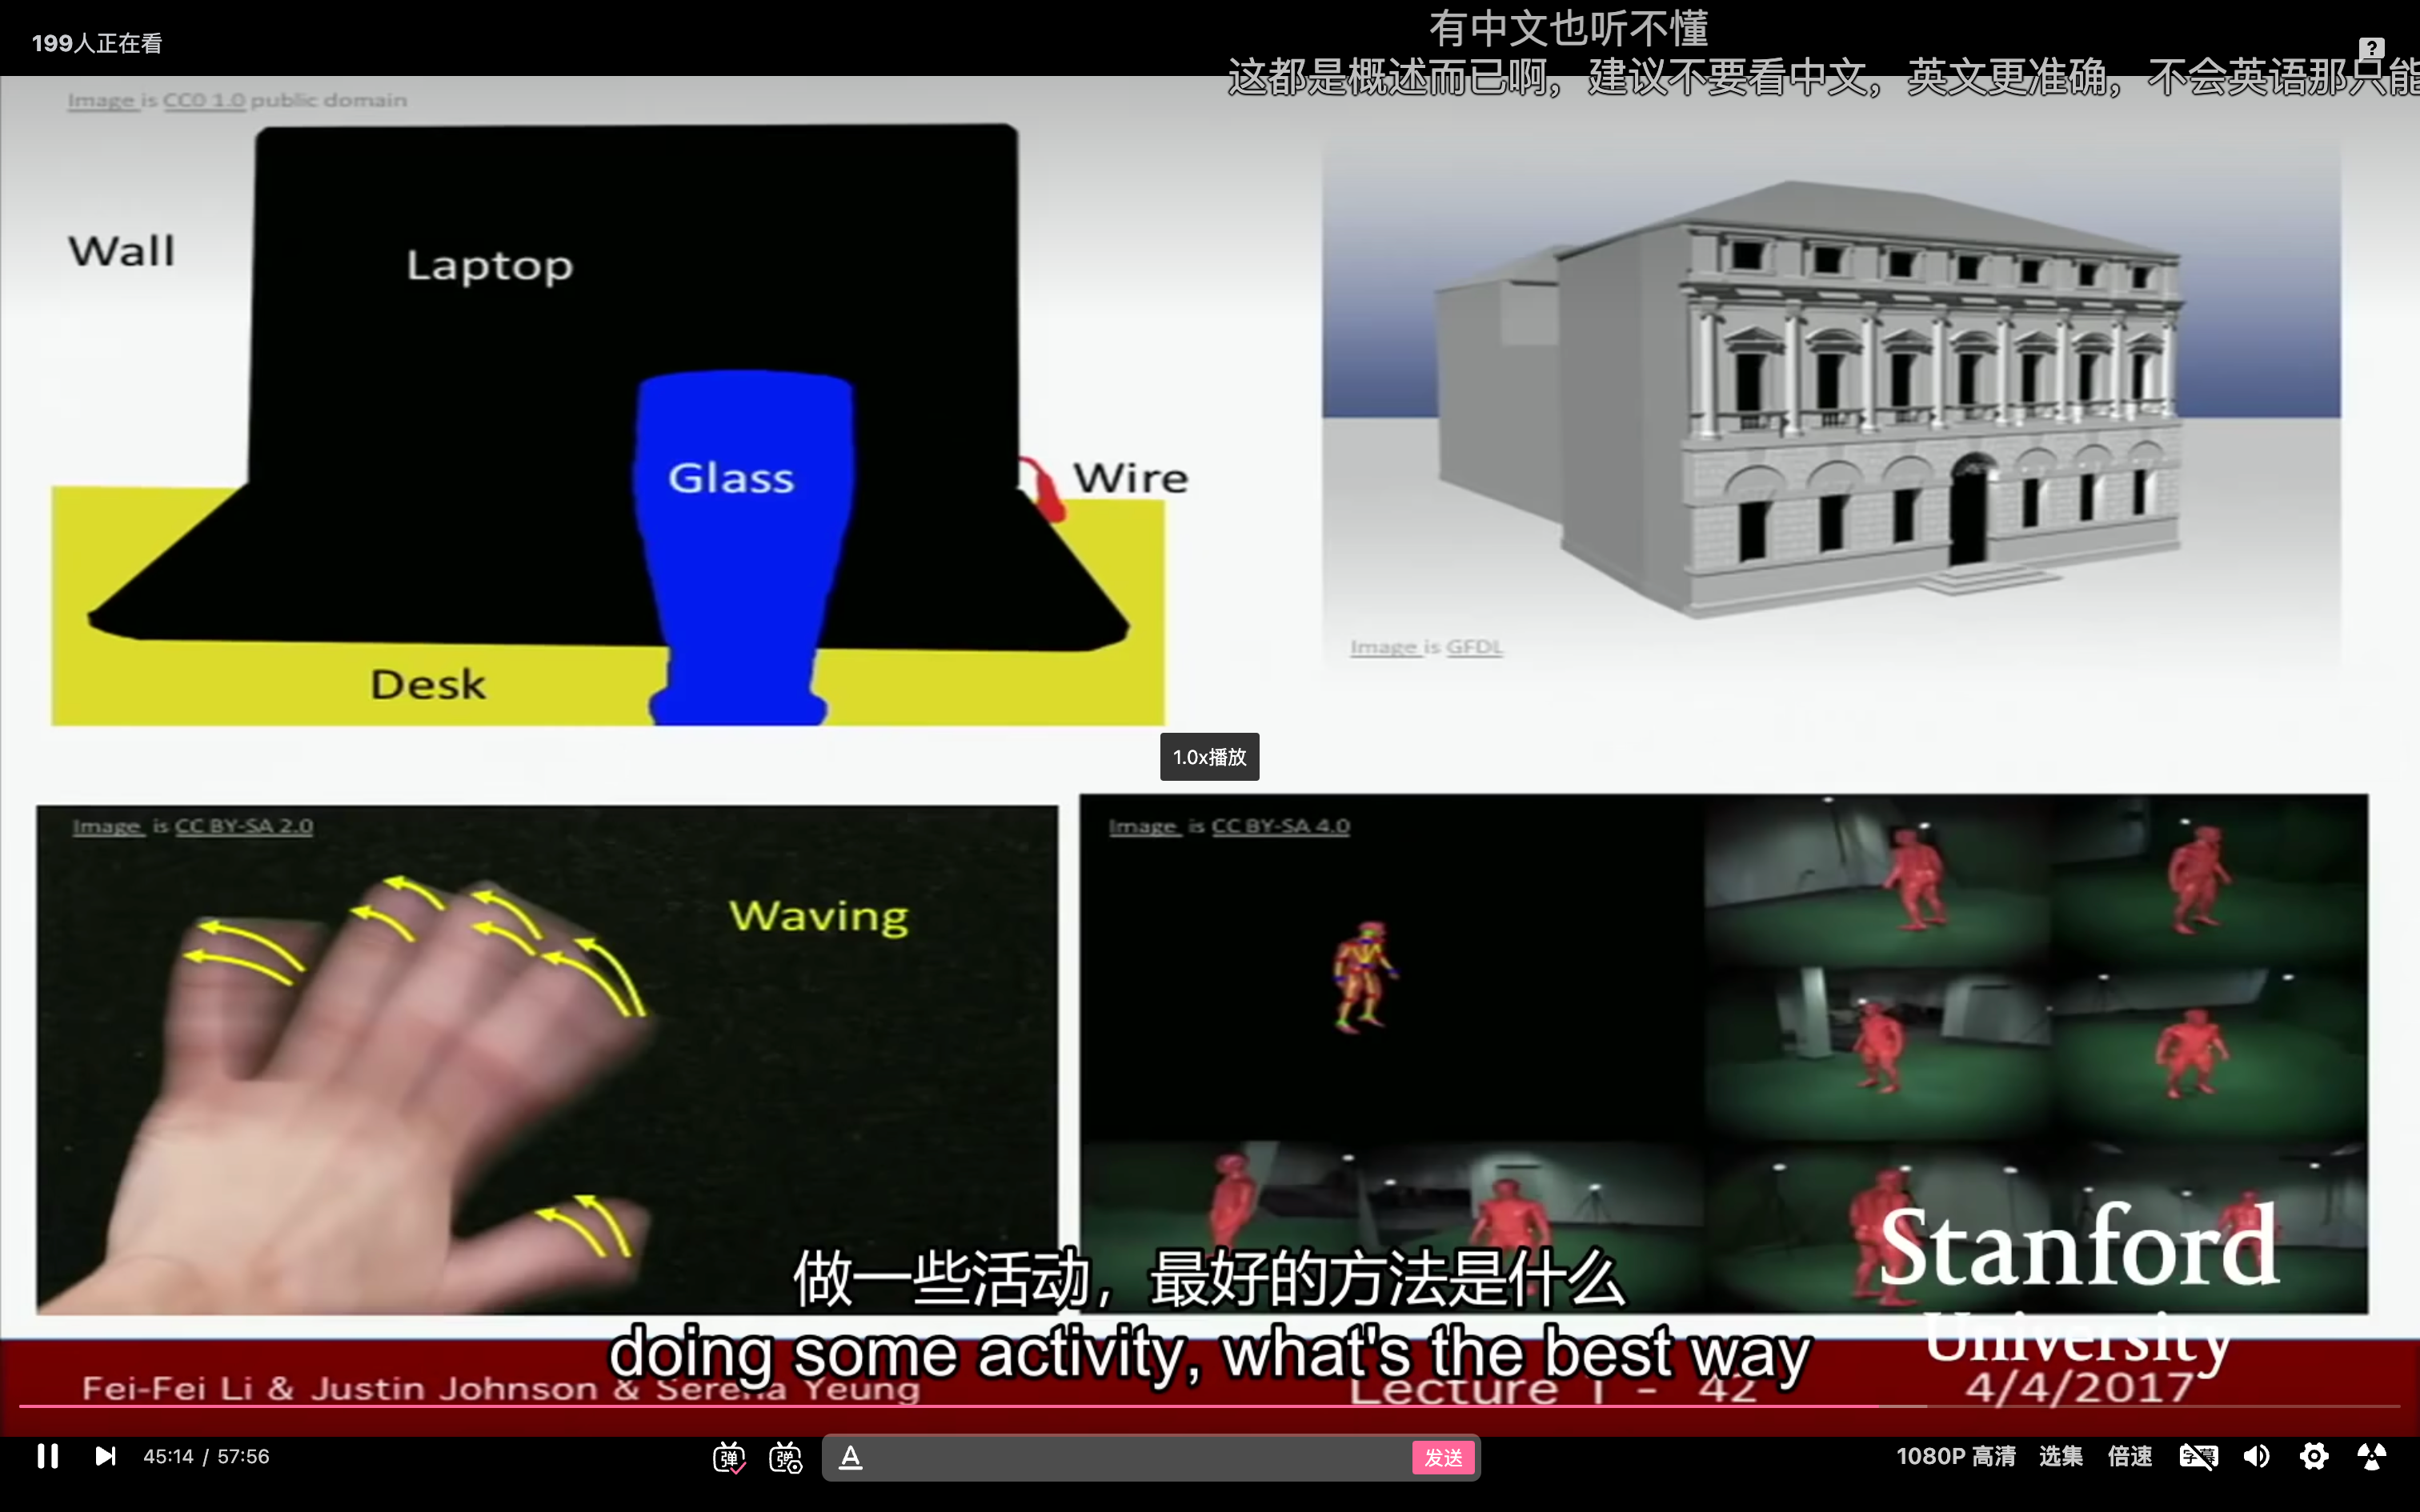 有中文也听不懂
199人正在看
这都是概述而已啊，建议不要看中文，英文更准确，不会英语那只能
Image is CC0 1.0 public domain
Wall
Laptop
Glass
Wire
Desk
Image is GFDL
1.0x播放
Image is CC BY-SA 2.0
Waving
Image is CC BY-SA 4.0
Stanford
University
做一些活动，最好的方法是什么
doing some activity, what's the best way
Fei-Fei Li & Justin Johnson & Serena Yeung
Lecture 1 - 42
4/4/2017
45:14 / 57:56
弹
弹
A
发送
1080P 高清
选集
倍速
字幕